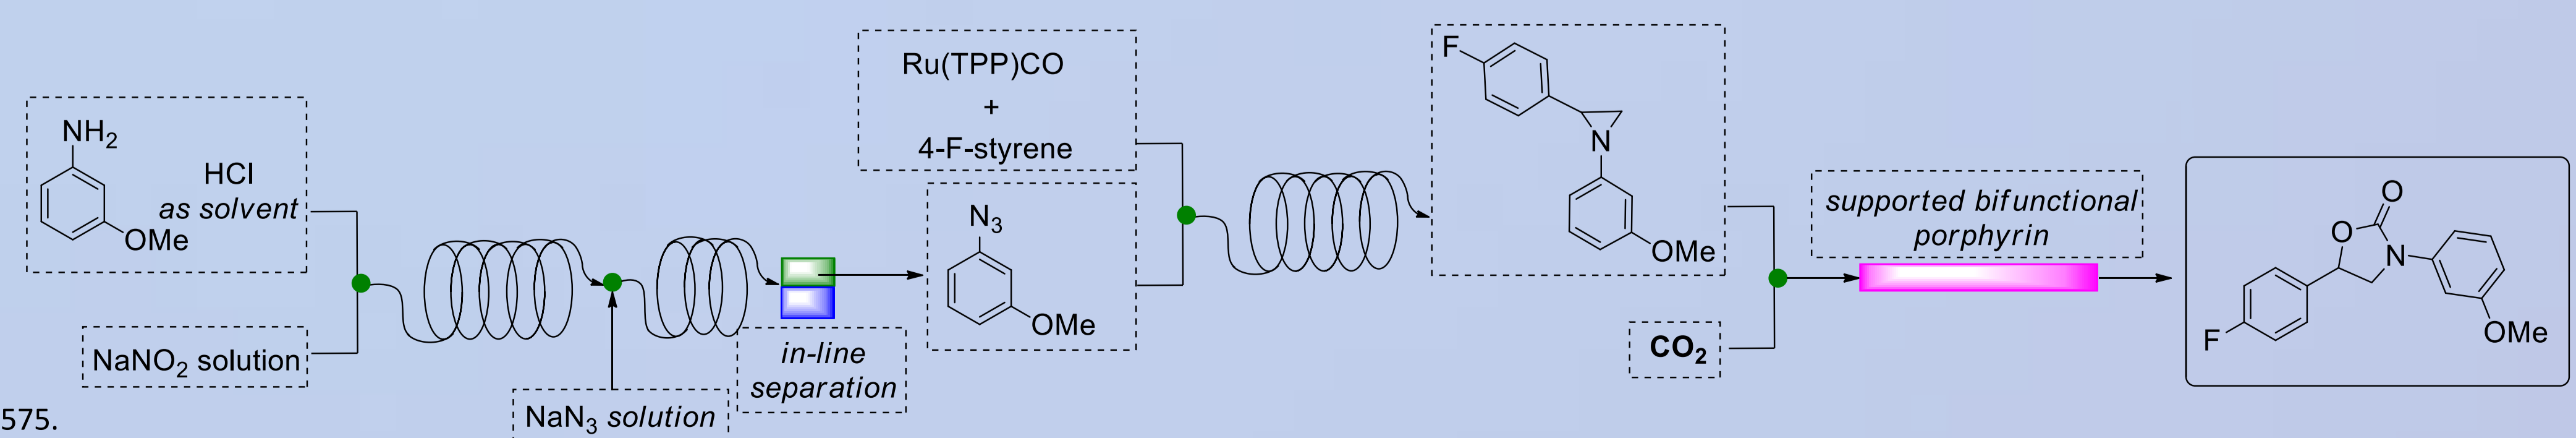 NH₂
HCl
as solvent
OMe
NaNO₂ solution
NaN₃ solution
in-line
separation
Ru(TPP)CO
+
4-F-styrene
N₃
OMe
F
N
OMe
CO₂
supported bifunctional
porphyrin
O
O
N
F
OMe
575.